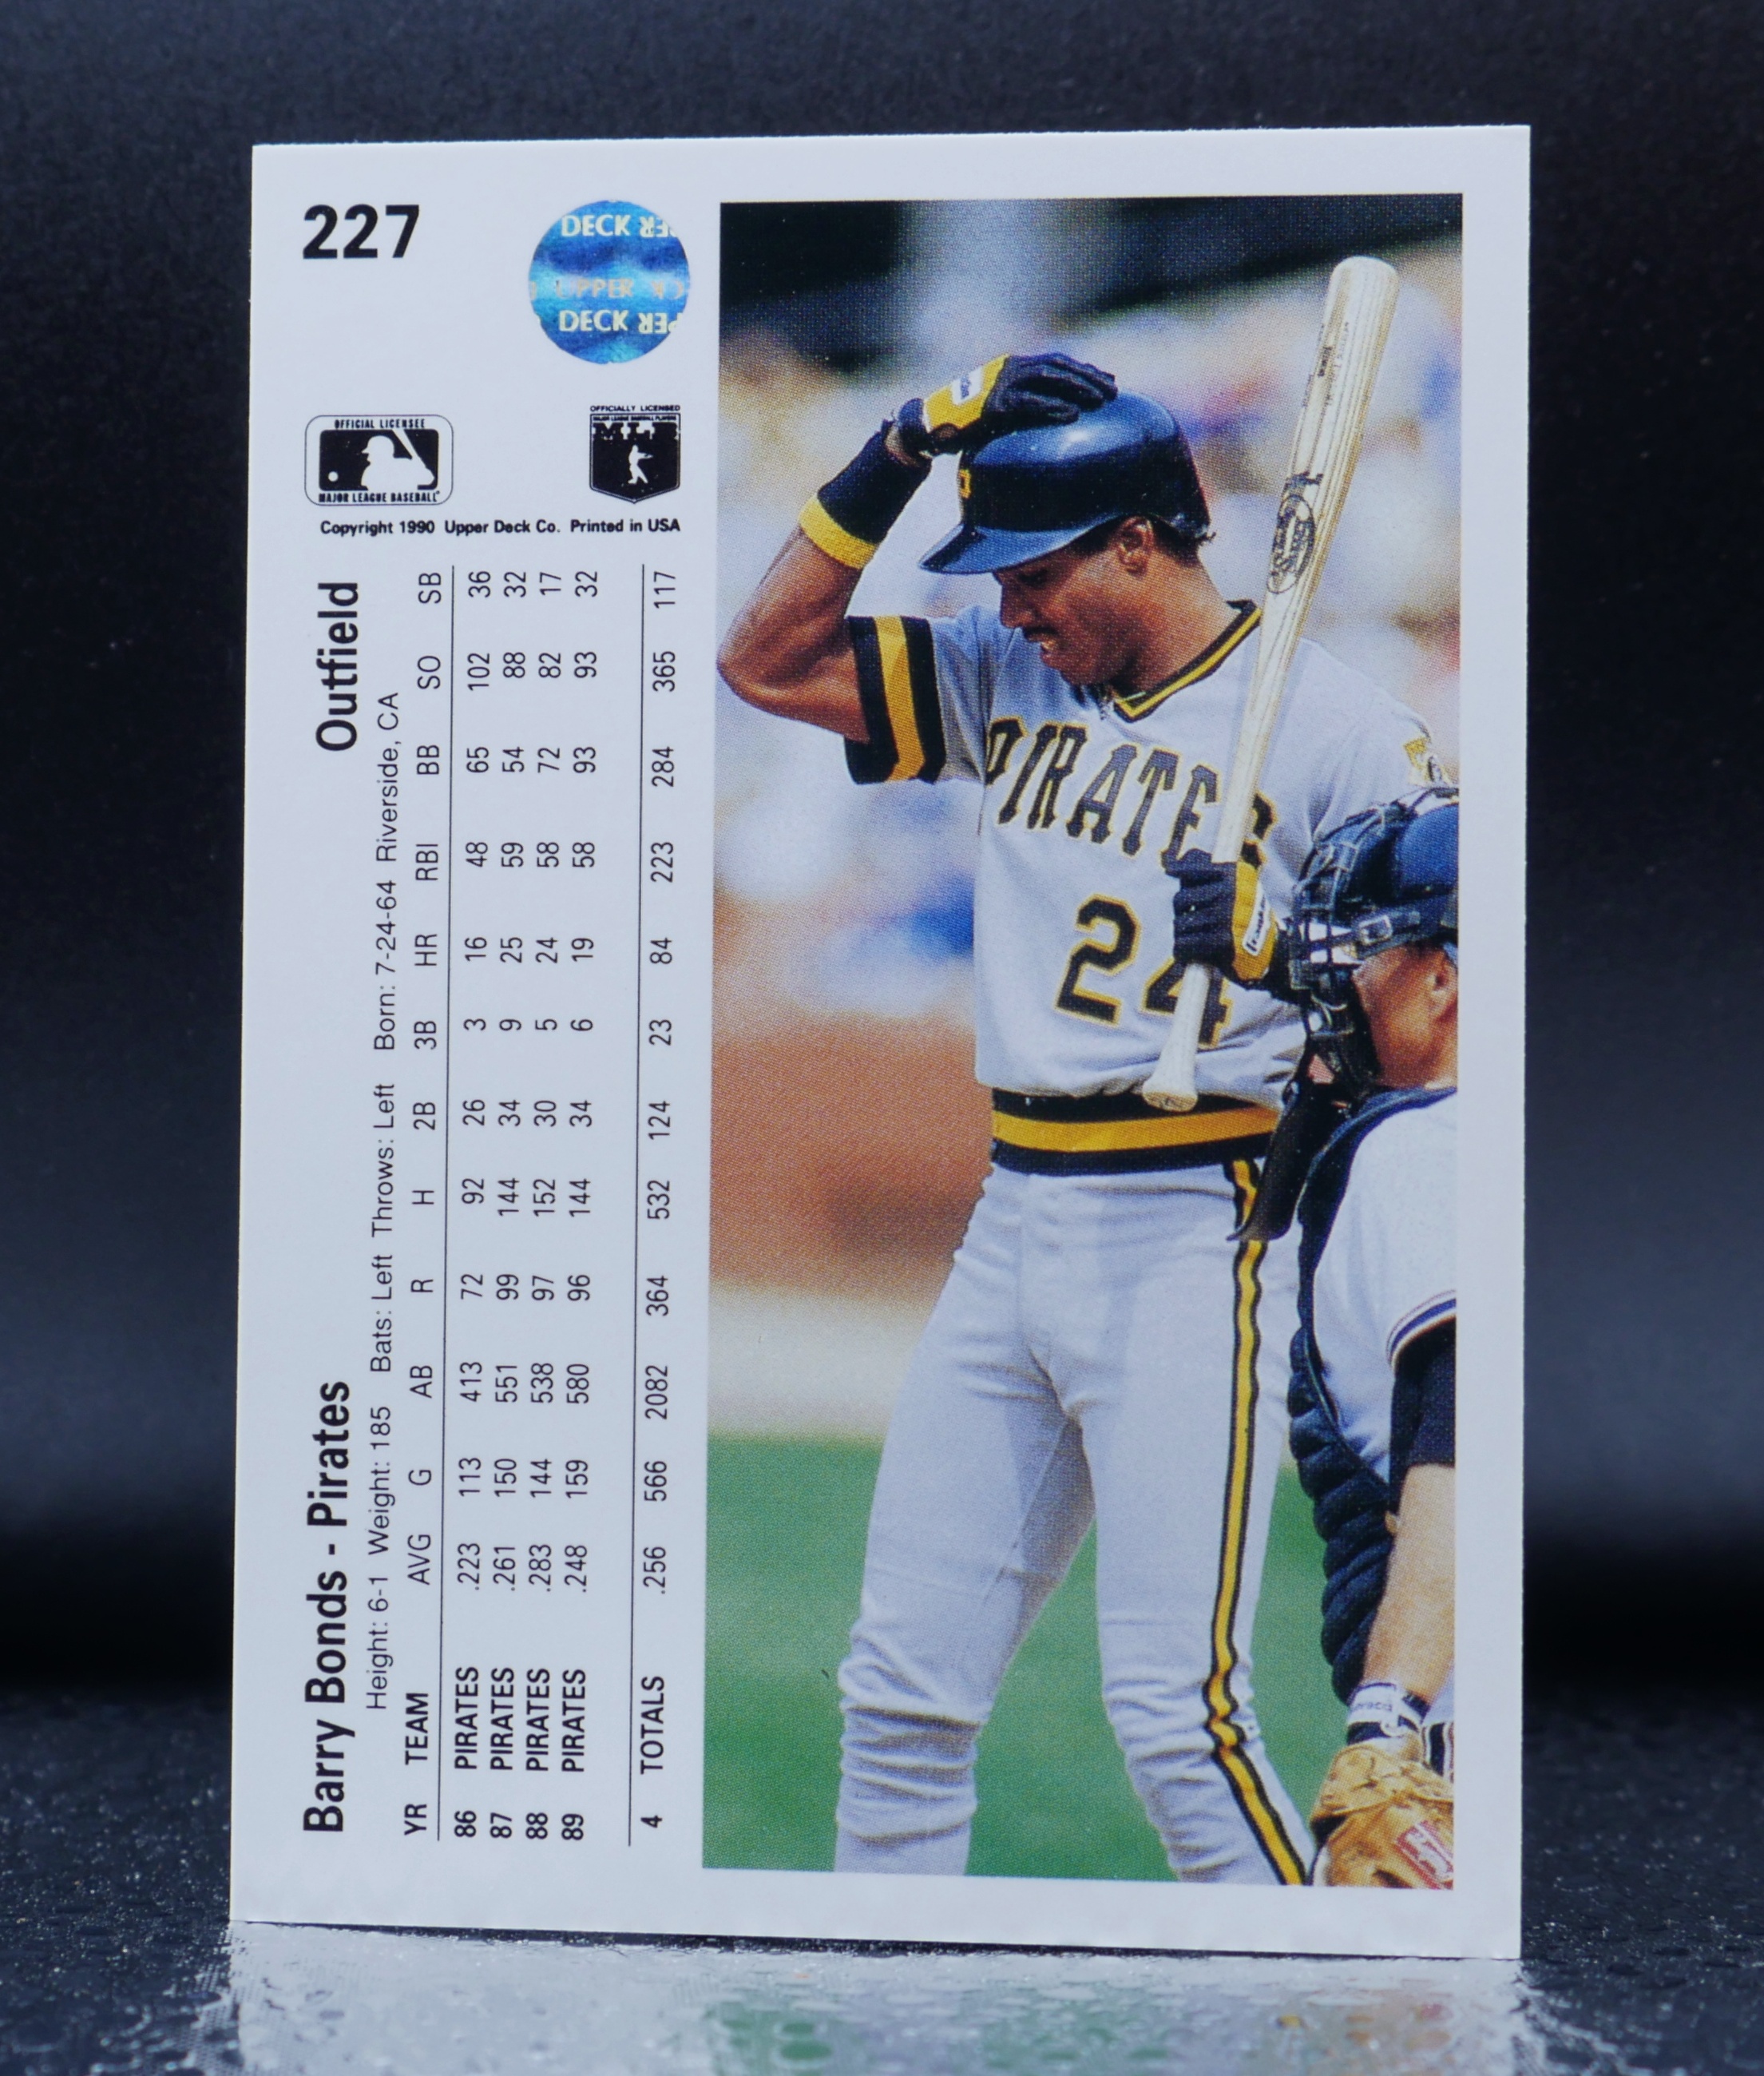 227
DECK
UPPER
DECK
OFFICIAL LICENSEE
MAJOR LEAGUE BASEBALL
OFFICIALLY LICENSED
MAJOR LEAGUE BASEBALL PLAYERS
Copyright 1990 Upper Deck Co. Printed in USA
Barry Bonds - Pirates Outfield
Height: 6-1 Weight: 185 Bats: Left Throws: Left Born: 7-24-64 Riverside, CA
YR TEAM AVG G AB R H 2B 3B HR RBI BB SO SB
86 PIRATES .223 113 413 72 92 26 3 16 48 65 102 36
87 PIRATES .261 150 551 99 144 34 9 25 59 54 88 32
88 PIRATES .283 144 538 97 152 30 5 24 58 72 82 17
89 PIRATES .248 159 580 96 144 34 6 19 58 93 93 32
4 TOTALS .256 566 2082 364 532 124 23 84 223 284 365 117
P
PIRATES
24